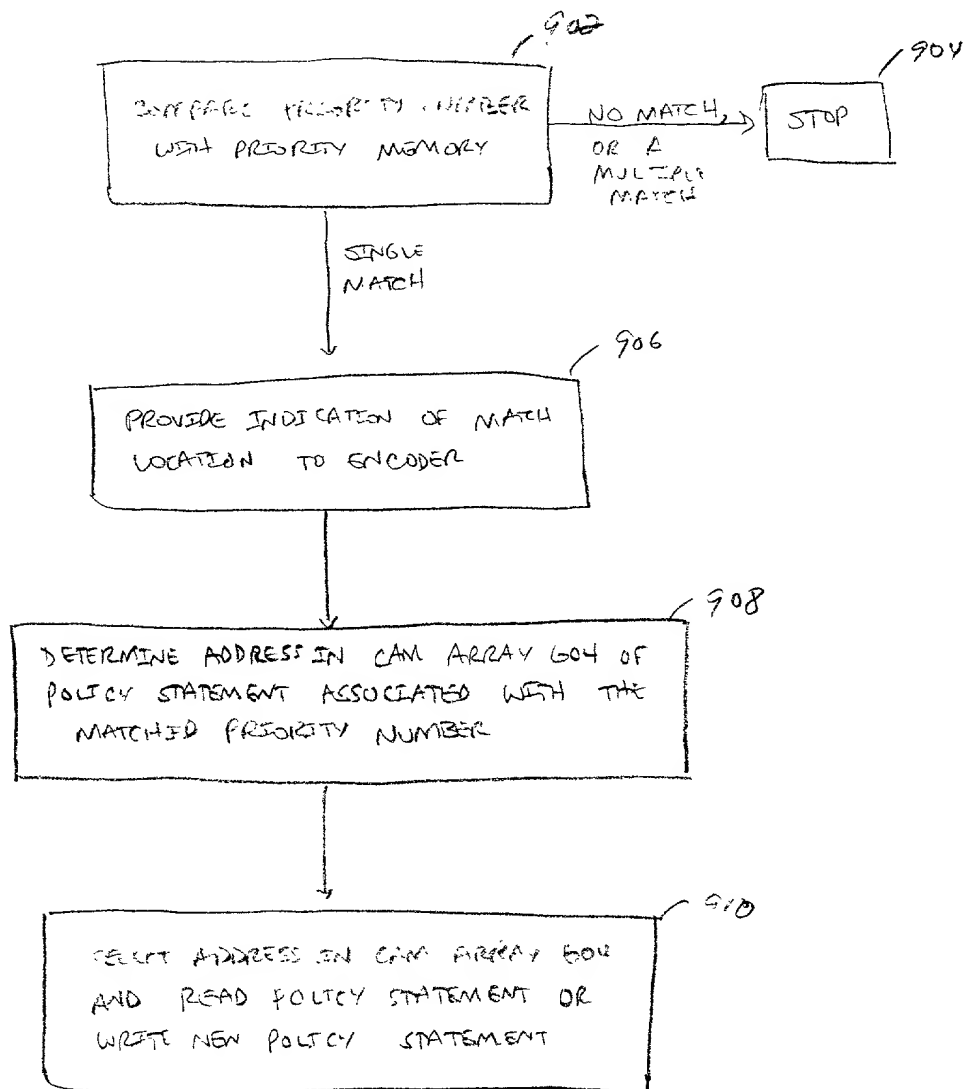 902
COMPARE PRIORITY NUMBER
WITH PRIORITY MEMORY
NO MATCH,
OR A
MULTIPLE
MATCH
904
STOP
SINGLE
MATCH
906
PROVIDE INDICATION OF MATCH
LOCATION TO ENCODER
908
DETERMINE ADDRESS IN CAM ARRAY 604 OF
POLICY STATEMENT ASSOCIATED WITH THE
MATCHED PRIORITY NUMBER
910
SELECT ADDRESS IN CAM ARRAY 604
AND READ POLICY STATEMENT OR
WRITE NEW POLICY STATEMENT